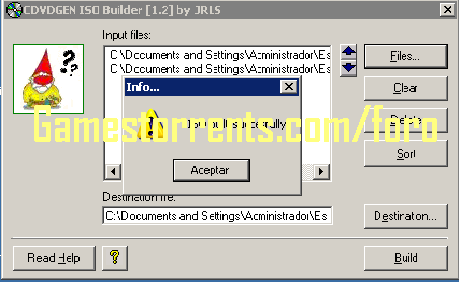 CDVDGEN ISO Builder [1.2] by JRLS
Input files:
C:\Documents and Settings\Administrador\Es
C:\Documents and Settings\Administrador\Es
Files...
Clear
Delete
Sort
Info...
Gamestorrents.com/foro
Aceptar
Destination file:
C:\Documents and Settings\Administrador\Es
Destination...
Read Help
?
Build